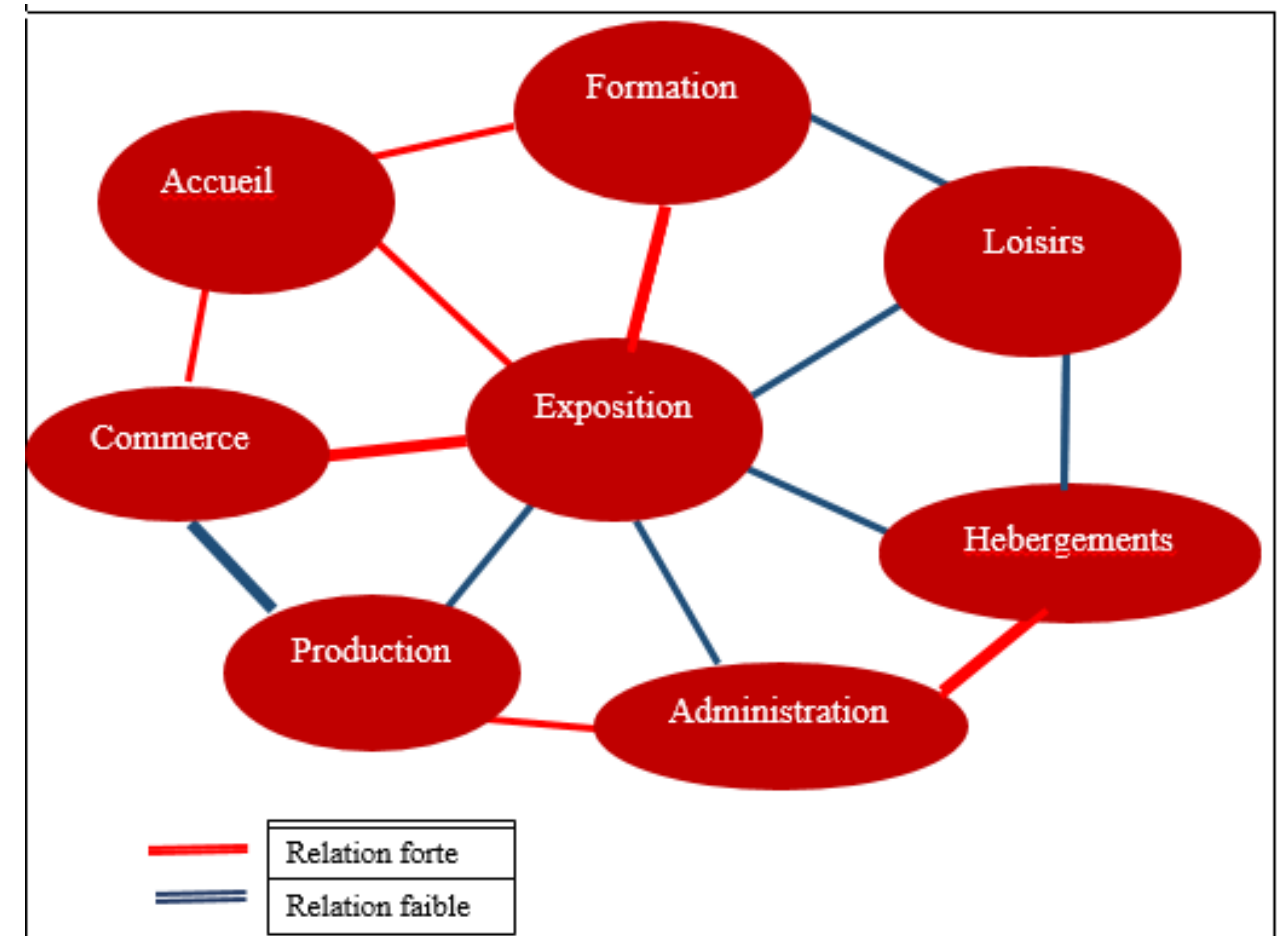 Formation
Accueil
Loisirs
Exposition
Commerce
Hebergements
Production
Administration
Relation forte
Relation faible